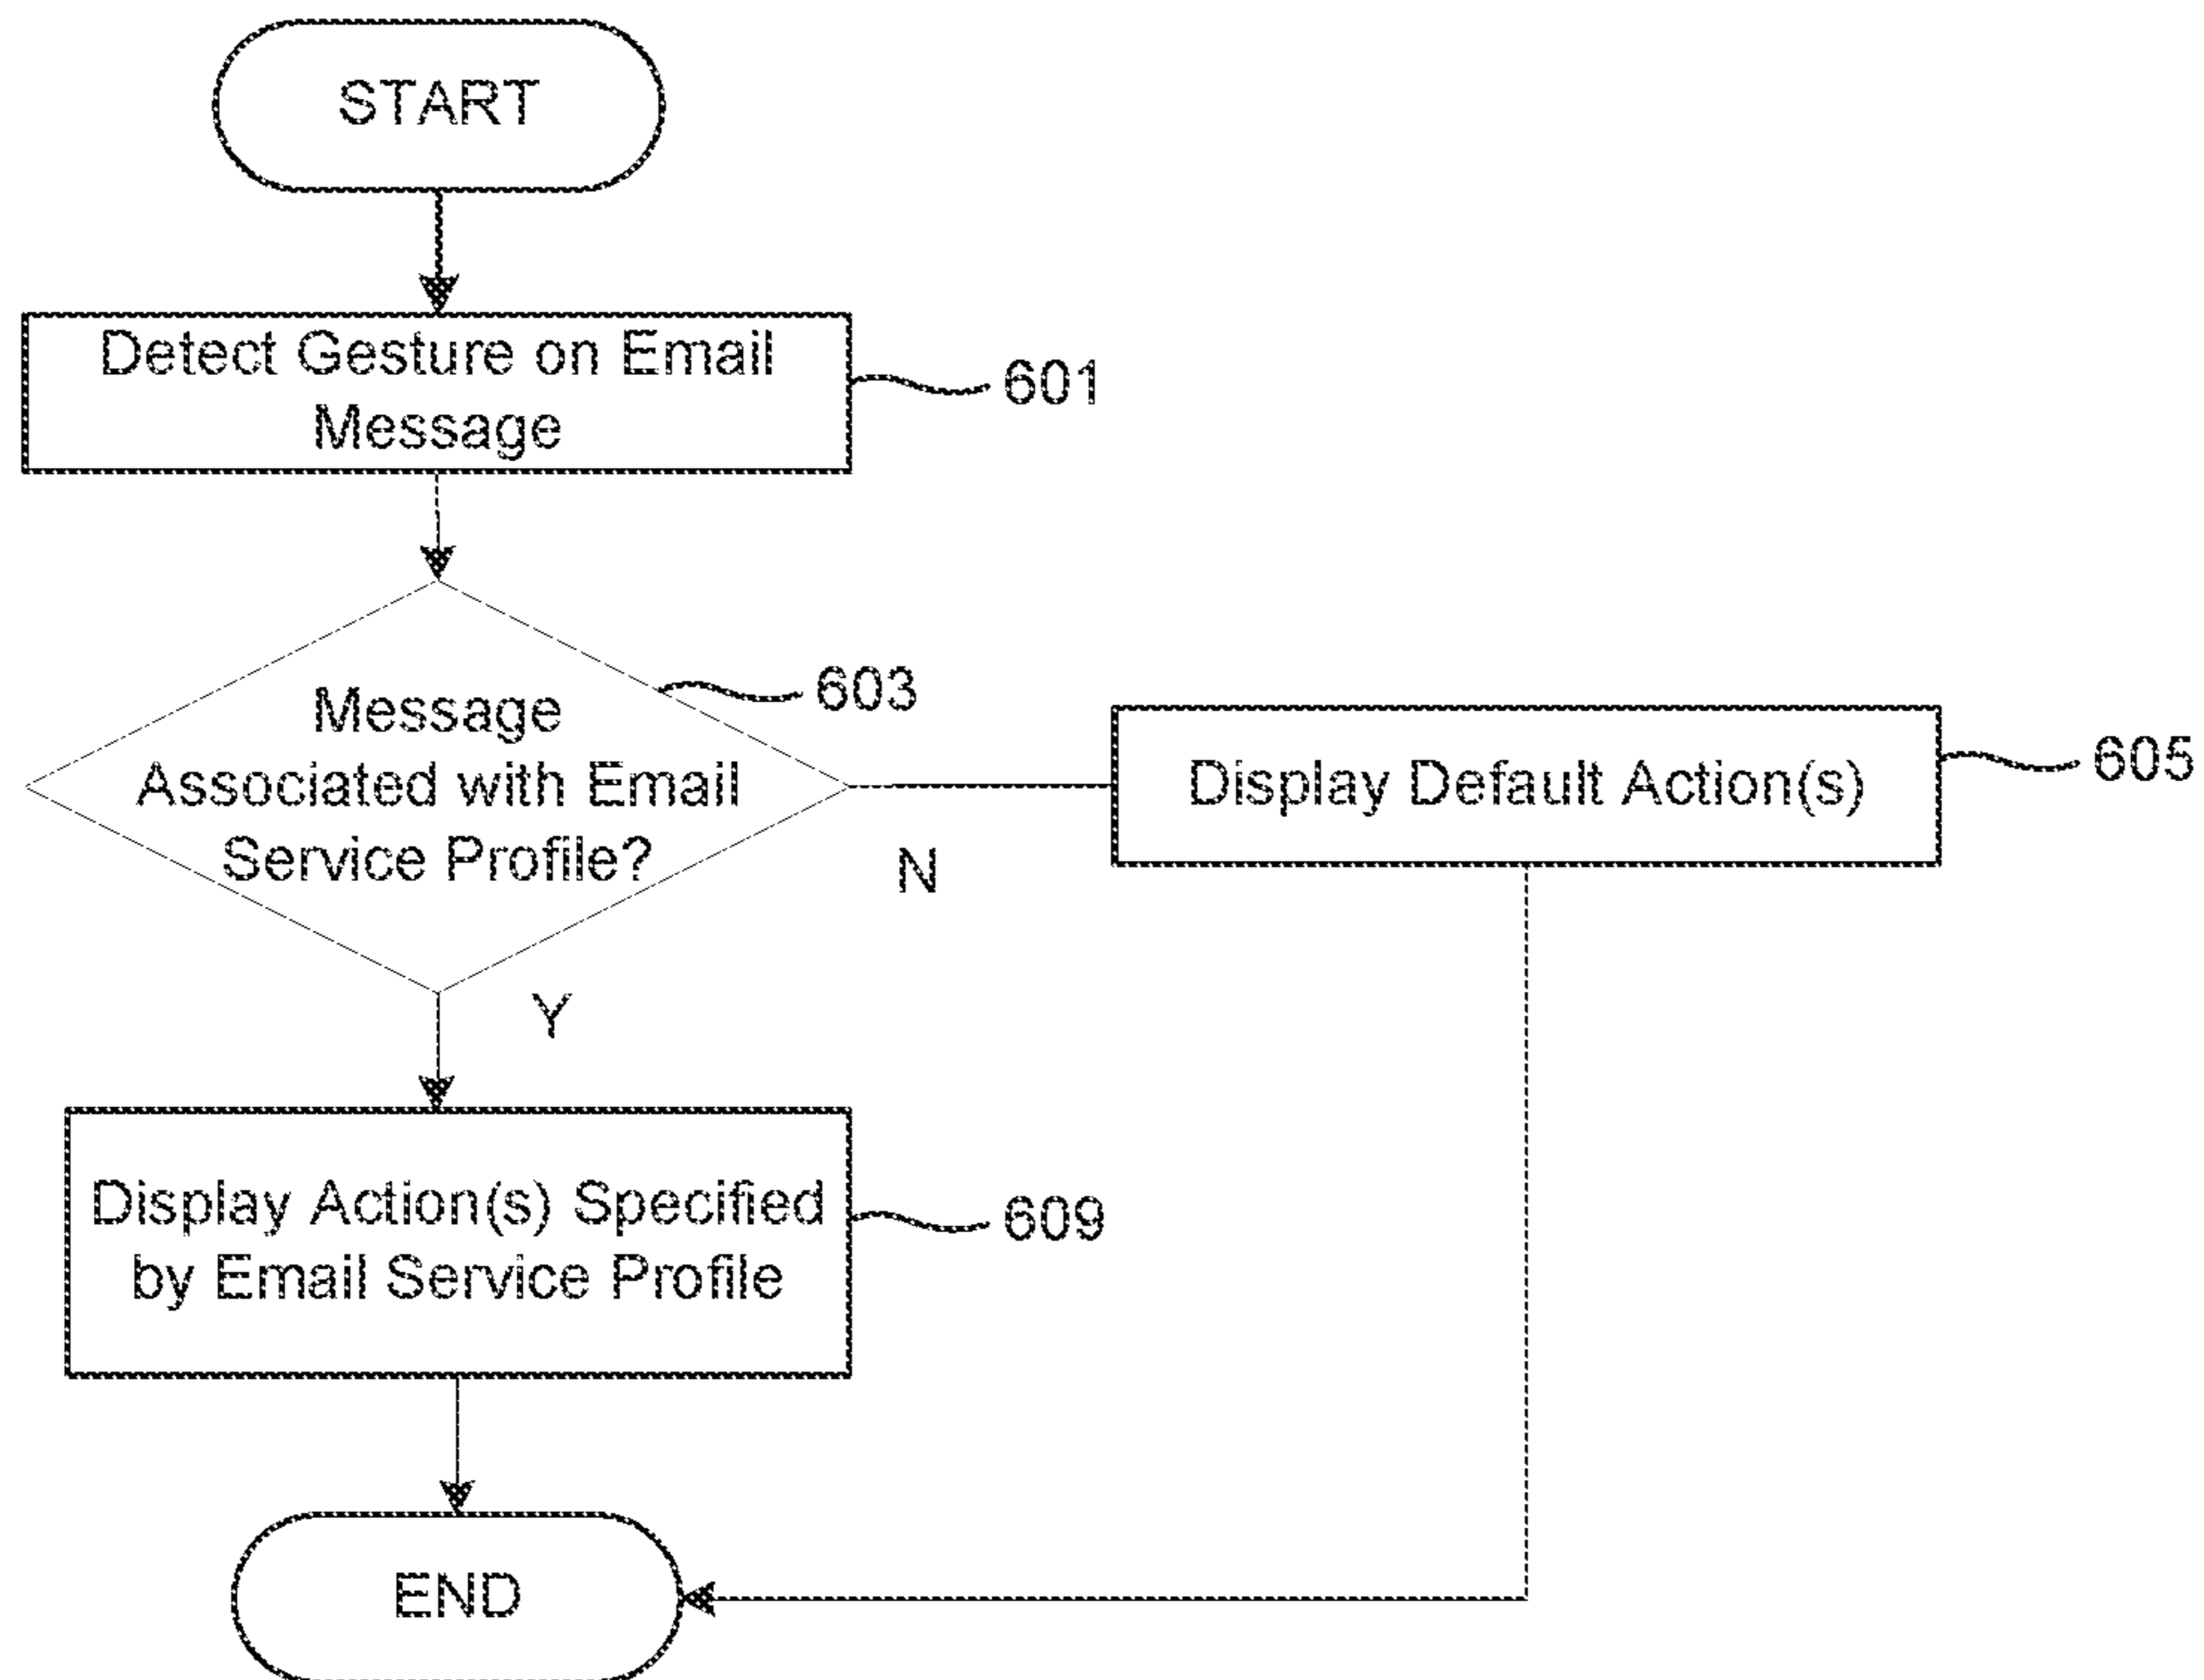 START
Detect Gesture on Email
Message
601
603
Message
Associated with Email
Service Profile?
N
Display Default Action(s)
605
Y
Display Action(s) Specified
by Email Service Profile
609
END